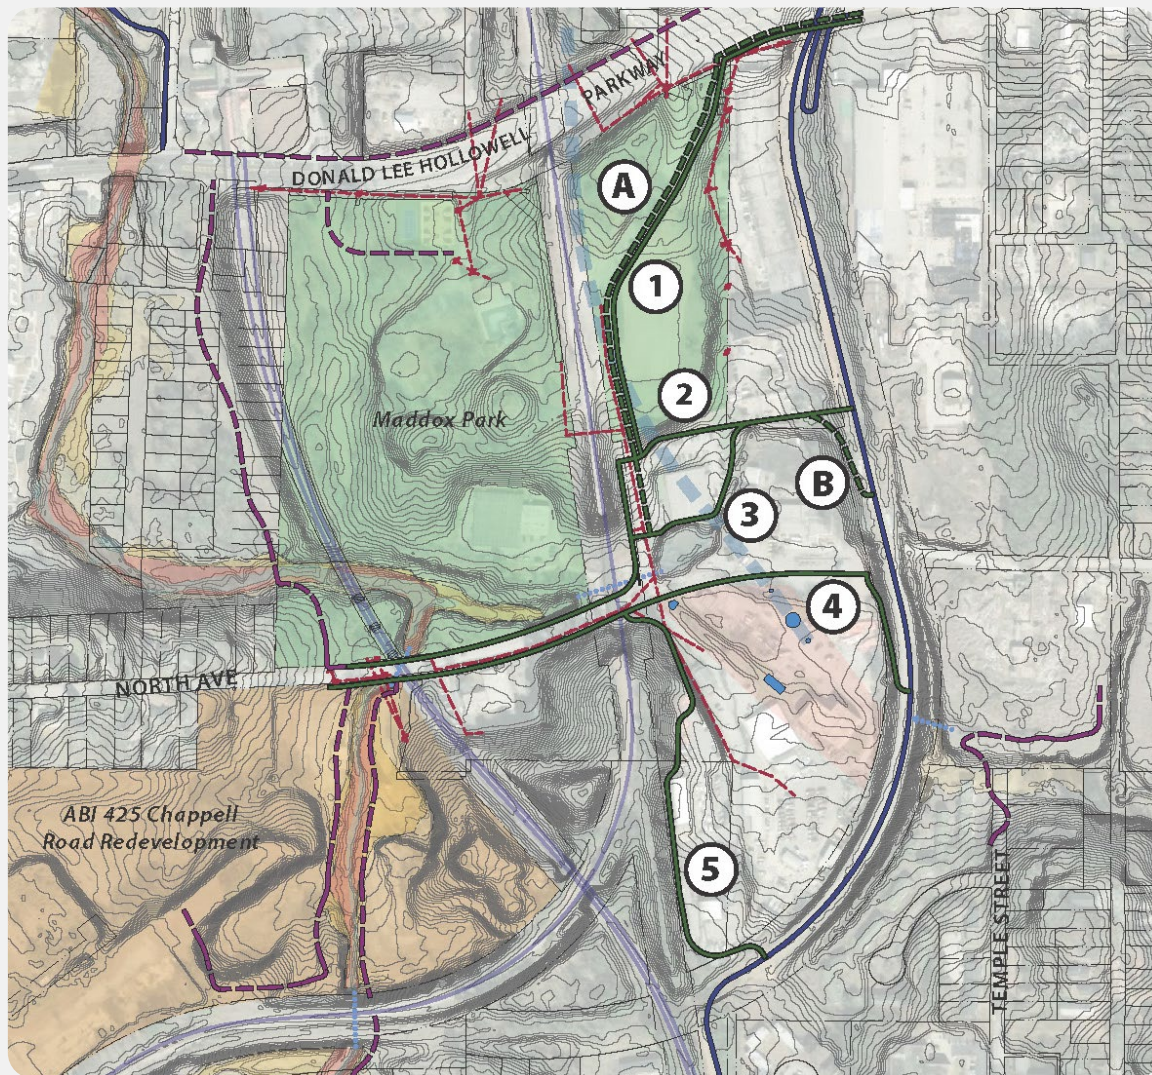 PARKWAY
DONALD LEE HOLLOWELL
A
1
2
Maddox Park
B
3
4
NORTH AVE
ABI 425 Chappell
Road Redevelopment
5
TEMPLE STREET